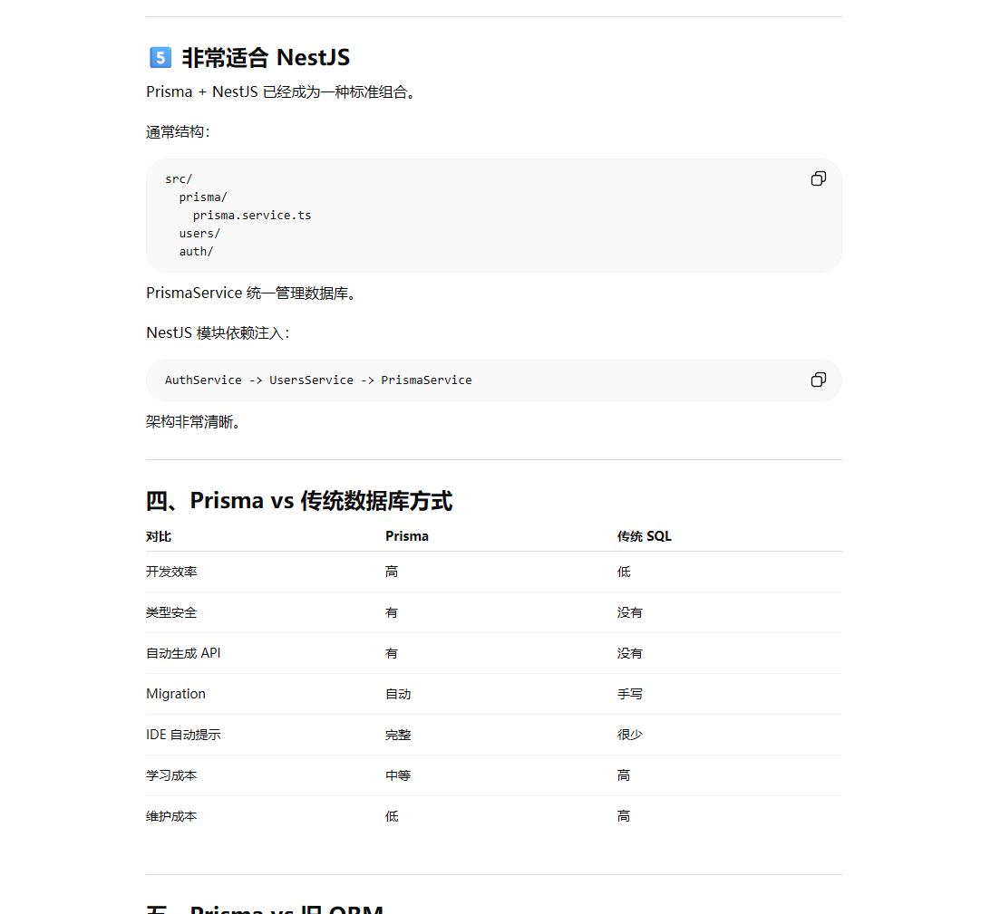 5 非常适合 NestJS
Prisma + NestJS 已经成为一种标准组合。
通常结构：
src/
  prisma/
    prisma.service.ts
  users/
  auth/
PrismaService 统一管理数据库。
NestJS 模块依赖注入：
AuthService -> UsersService -> PrismaService
架构非常清晰。
四、Prisma vs 传统数据库方式
对比 Prisma 传统 SQL
开发效率 高 低
类型安全 有 没有
自动生成 API 有 没有
Migration 自动 手写
IDE 自动提示 完整 很少
学习成本 中等 高
维护成本 低 高
五、Prisma vs 旧 ORM